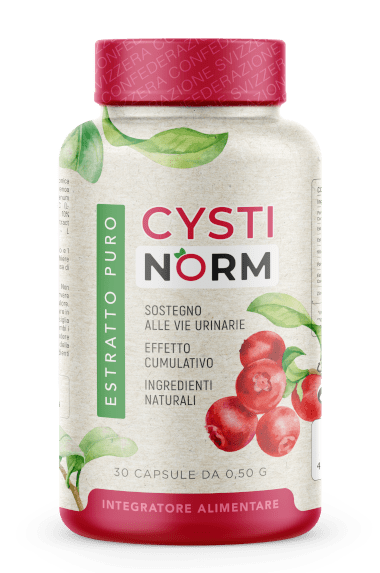 CONFEDERAZIONE SVIZZERA
CYSTI
NORM
ESTRATTO PURO
SOSTEGNO
ALLE VIE URINARIE
EFFETTO
CUMULATIVO
INGREDIENTI
NATURALI
30 CAPSULE DA 0,50 G
INTEGRATORE ALIMENTARE